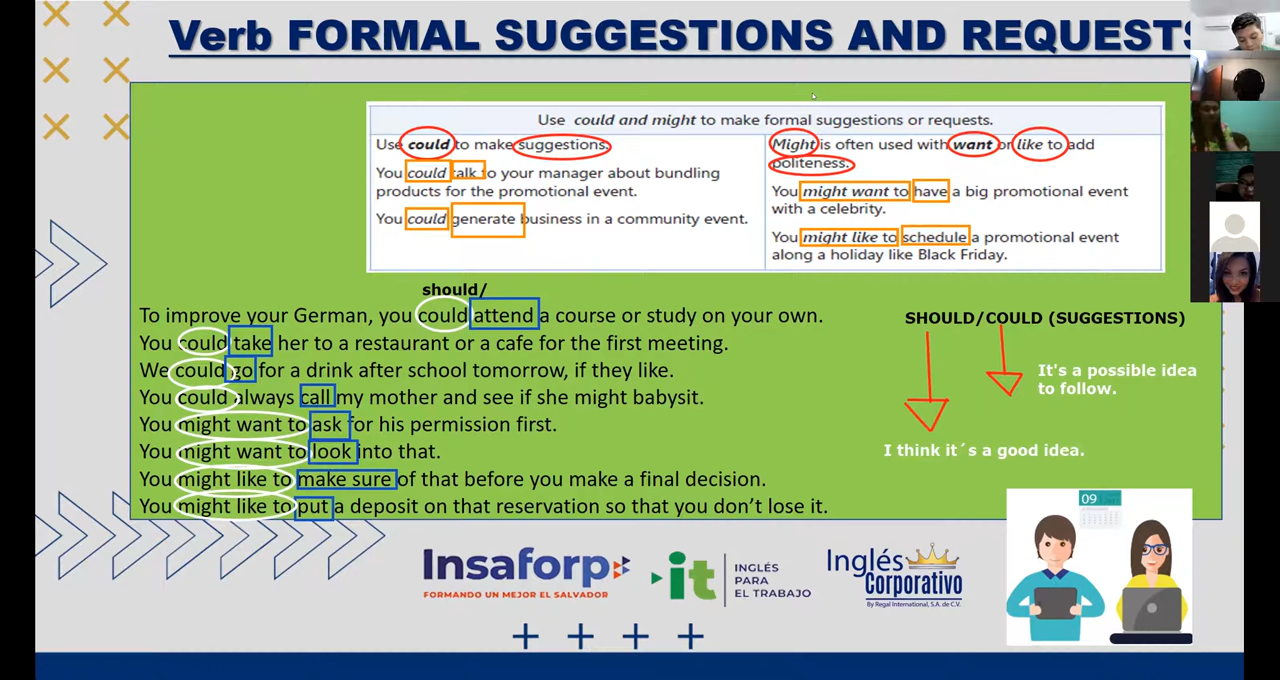 Verb FORMAL SUGGESTIONS AND REQUESTS
Use could and might to make formal suggestions or requests.
Use could to make suggestions.
You could talk to your manager about bundling
products for the promotional event.
You could generate business in a community event.
Might is often used with want or like to add
politeness.
You might want to have a big promotional event
with a celebrity.
You might like to schedule a promotional event
along a holiday like Black Friday.
should/
To improve your German, you could attend a course or study on your own.
You could take her to a restaurant or a cafe for the first meeting.
We could go for a drink after school tomorrow, if they like.
You could always call my mother and see if she might babysit.
You might want to ask for his permission first.
You might want to look into that.
You might like to make sure of that before you make a final decision.
You might like to put a deposit on that reservation so that you don't lose it.
SHOULD/COULD (SUGGESTIONS)
It's a possible idea
to follow.
I think it´s a good idea.
09
Insaforp
FORMANDO UN MEJOR EL SALVADOR
it
INGLÉS
PARA
EL TRABAJO
Inglés
Corporativo
By Regal International, S.A. de C.V.